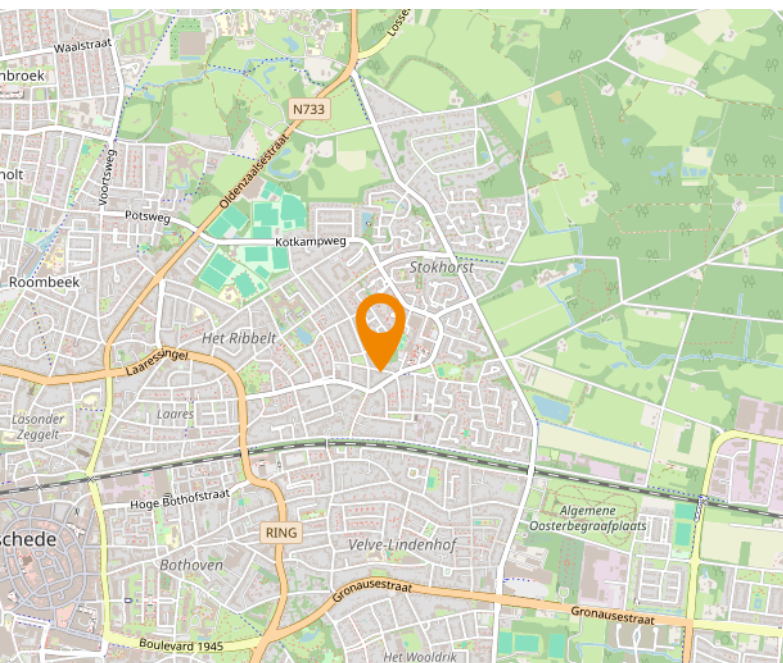 Losse
Waalstraat
nbroek
N733
Oldenzaalsestraat
Voortsweg
holt
Potsweg
Kotkampweg
Stokhorst
Roombeek
Het Ribbelt
Laaressingel
Laares
Lasonder
Zeggelt
Hoge Bothofstraat
Algemene
Oosterbegraafplaats
RING
schede
Velve-Lindenhof
Bothoven
Gronausestraat
Gronausestraat
Boulevard 1945
Het Wooldrik